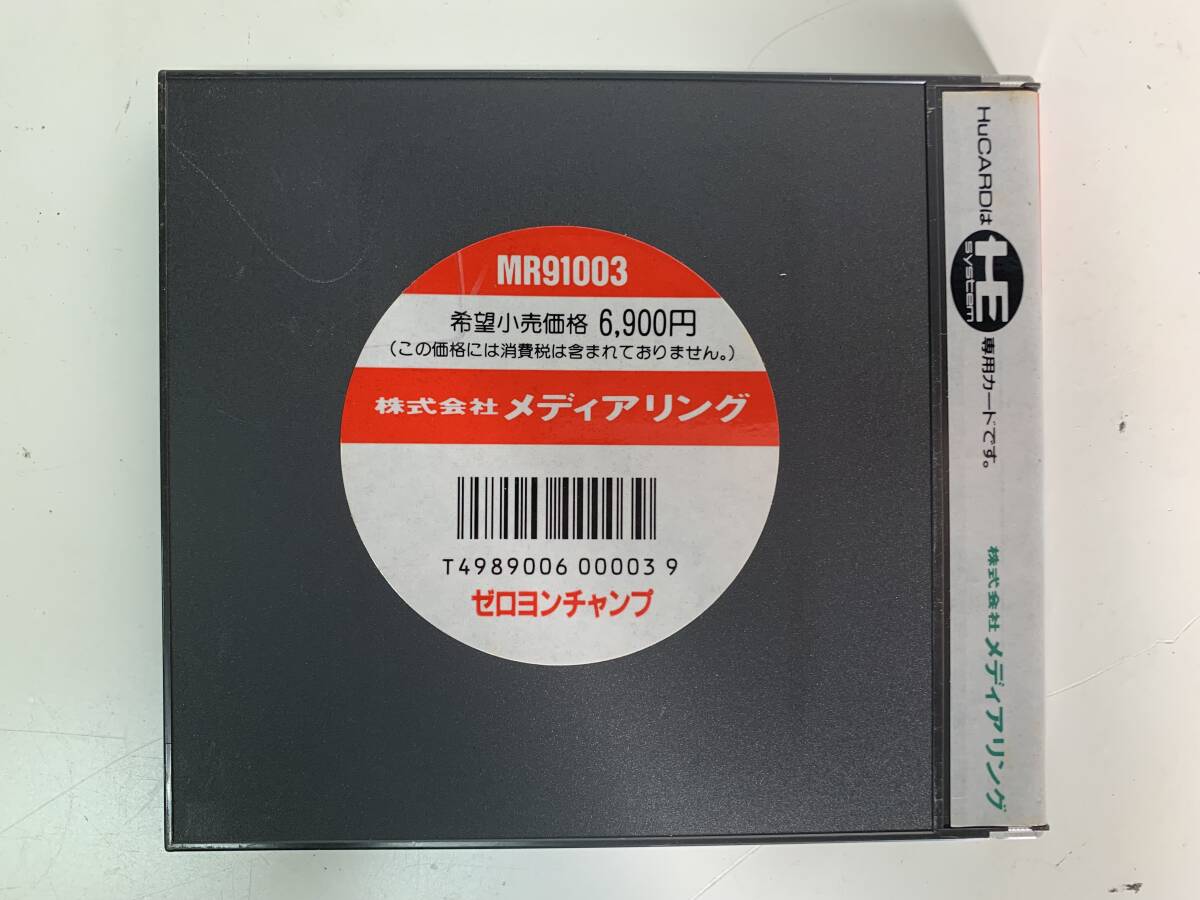 MR91003
希望小売価格 6,900円
(この価格には消費税は含まれておりません。)
株式会社 メディアリング
T4989006 00003 9
ゼロヨンチャンプ
HuCARDは HE system 専用カードです。
株式会社 メディアリング